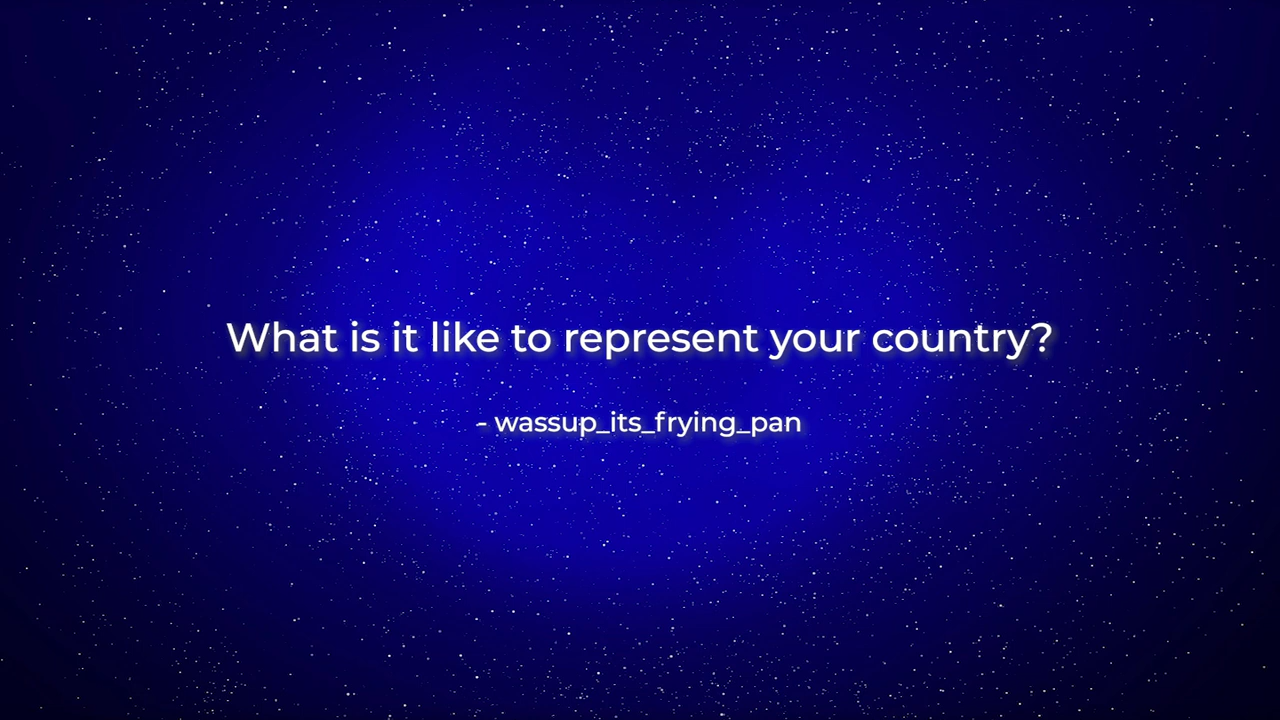 What is it like to represent your country?
- wassup_its_frying_pan